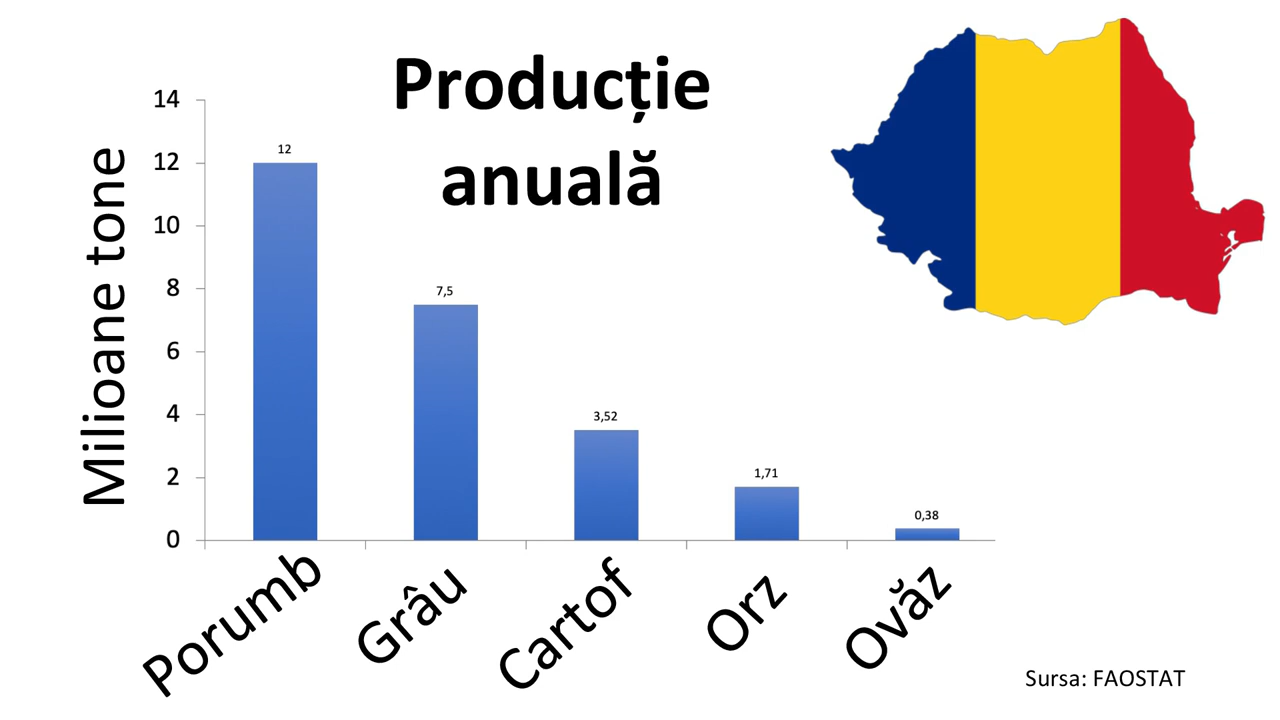 Producție
anuală
Milioane tone
14
12
10
8
6
4
2
0
12
7,5
3,52
1,71
0,38
Porumb
Grâu
Cartof
Orz
Ovăz
Sursa: FAOSTAT